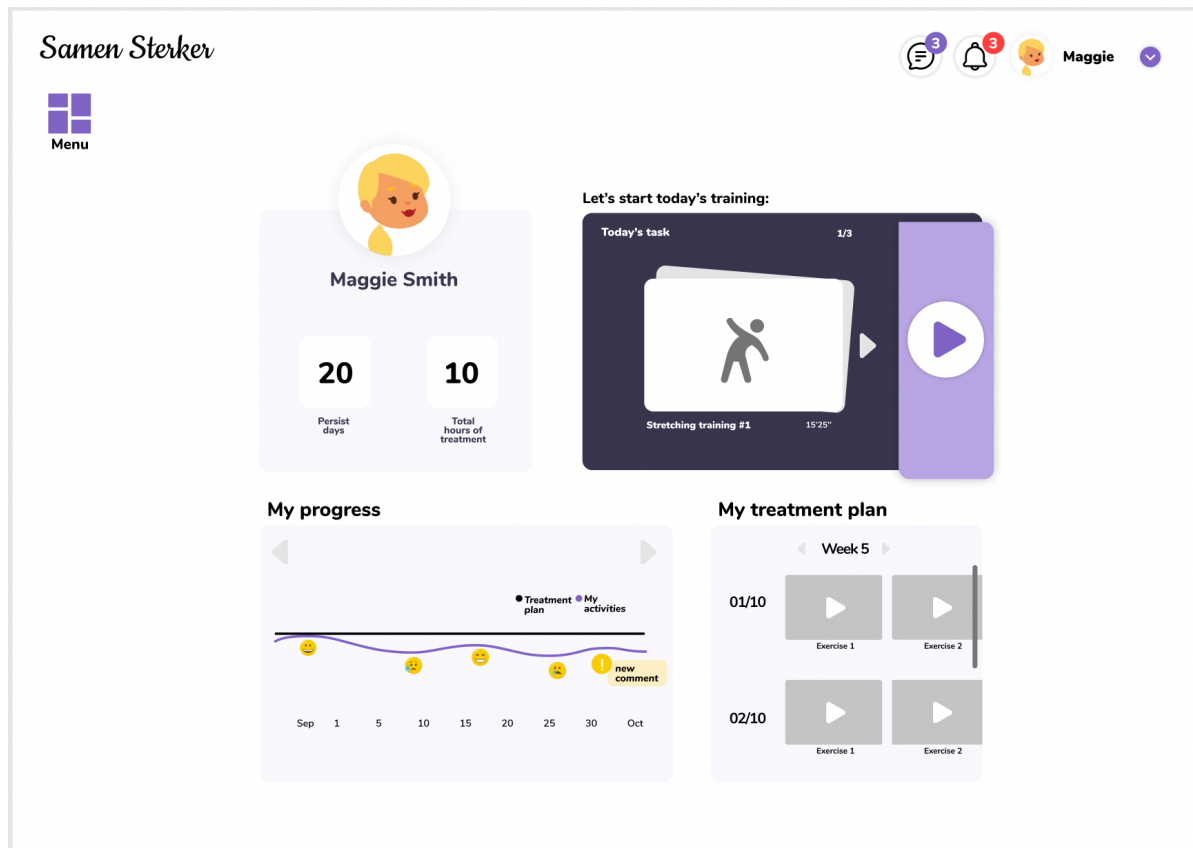 Samen Sterker
3
3
Maggie
Menu
Maggie Smith
20
10
Persist
days
Total
hours of
treatment
Let's start today's training:
Today's task
1/3
Stretching training #1
15'25"
My progress
Treatment
plan
My
activities
!
new
comment
Sep 1 5 10 15 20 25 30 Oct
My treatment plan
Week 5
01/10
Exercise 1
Exercise 2
02/10
Exercise 1
Exercise 2